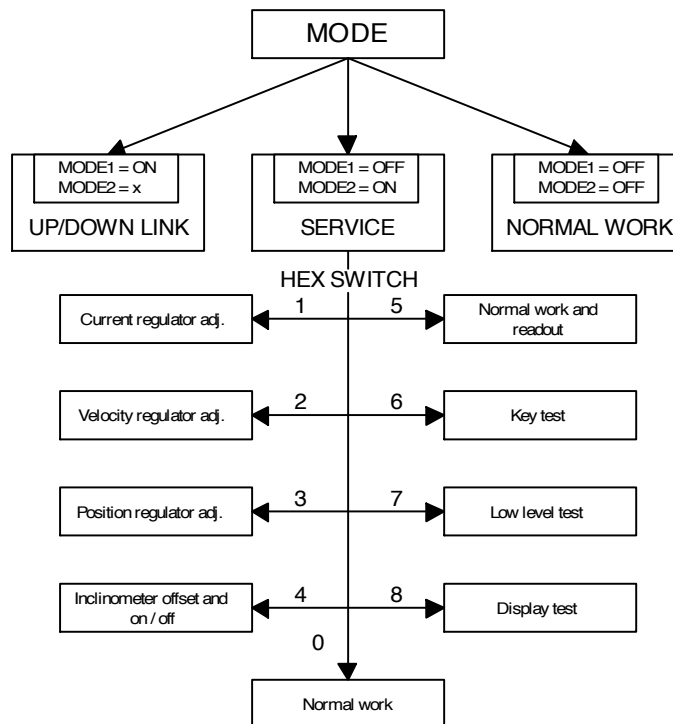 MODE
MODE1 = ON
MODE2 = x
UP/DOWN LINK
MODE1 = OFF
MODE2 = ON
SERVICE
MODE1 = OFF
MODE2 = OFF
NORMAL WORK
HEX SWITCH
Current regulator adj.
1
5
Normal work and
readout
Velocity regulator adj.
2
6
Key test
Position regulator adj.
3
7
Low level test
Inclinometer offset and
on / off
4
8
Display test
0
Normal work